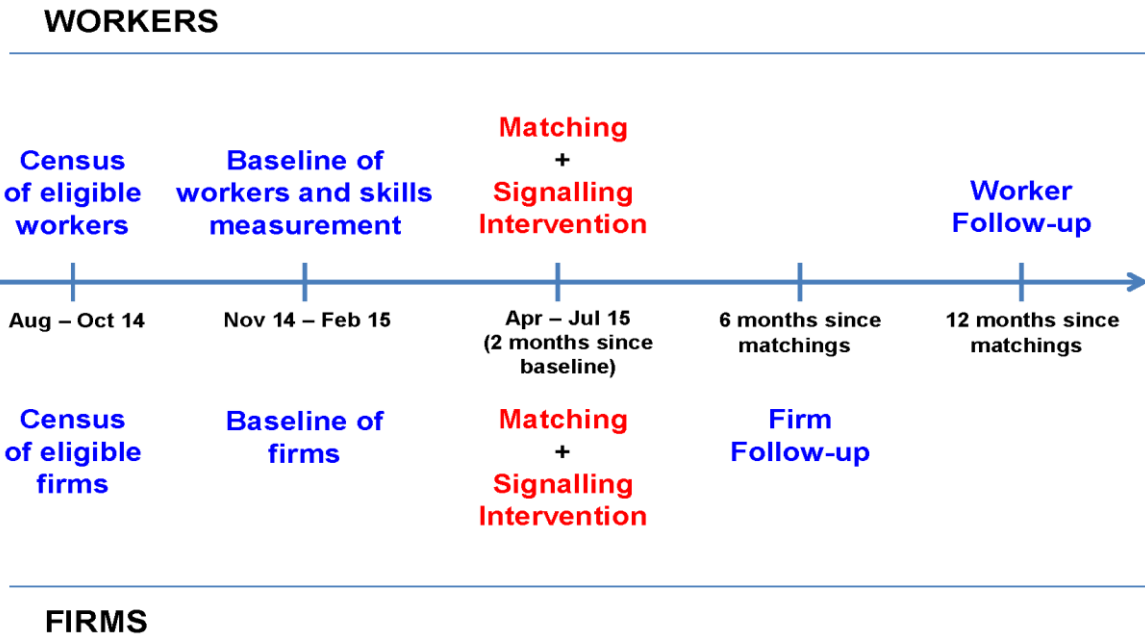 WORKERS
Census
of eligible
workers
Baseline of
workers and skills
measurement
Matching
+
Signalling
Intervention
Worker
Follow-up
Aug – Oct 14
Nov 14 – Feb 15
Apr – Jul 15
(2 months since
baseline)
6 months since
matchings
12 months since
matchings
Census
of eligible
firms
Baseline of
firms
Matching
+
Signalling
Intervention
Firm
Follow-up
FIRMS